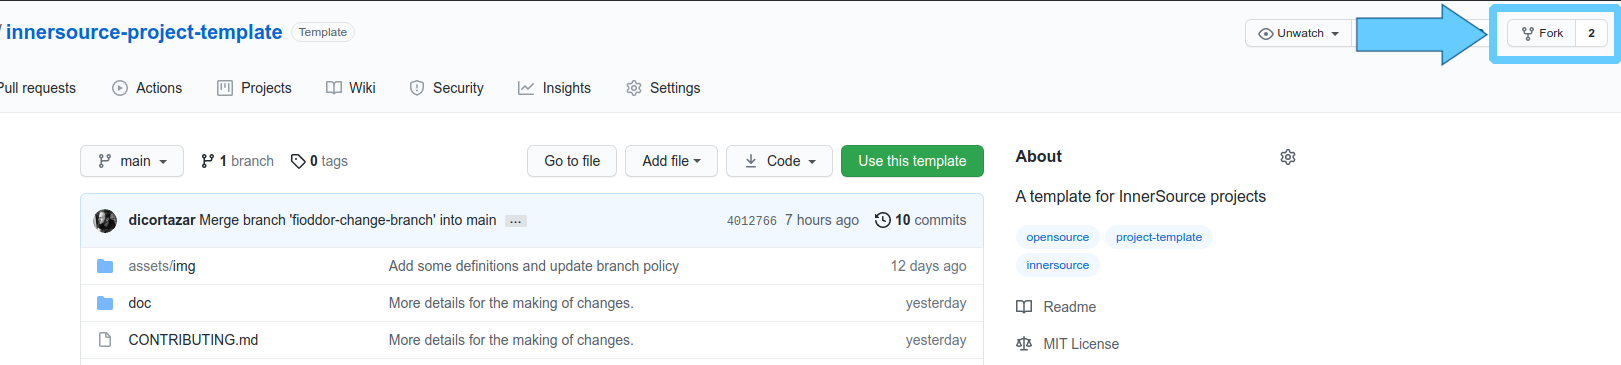 / innersource-project-template Template
Unwatch Fork 2
Pull requests Actions Projects Wiki Security Insights Settings
main 1 branch 0 tags Go to file Add file Code Use this template
dicortazar Merge branch 'fioddor-change-branch' into main ... 4012766 7 hours ago 10 commits
assets/img Add some definitions and update branch policy 12 days ago
doc More details for the making of changes. yesterday
CONTRIBUTING.md More details for the making of changes. yesterday
About
A template for InnerSource projects
opensource project-template
innersource
Readme
MIT License